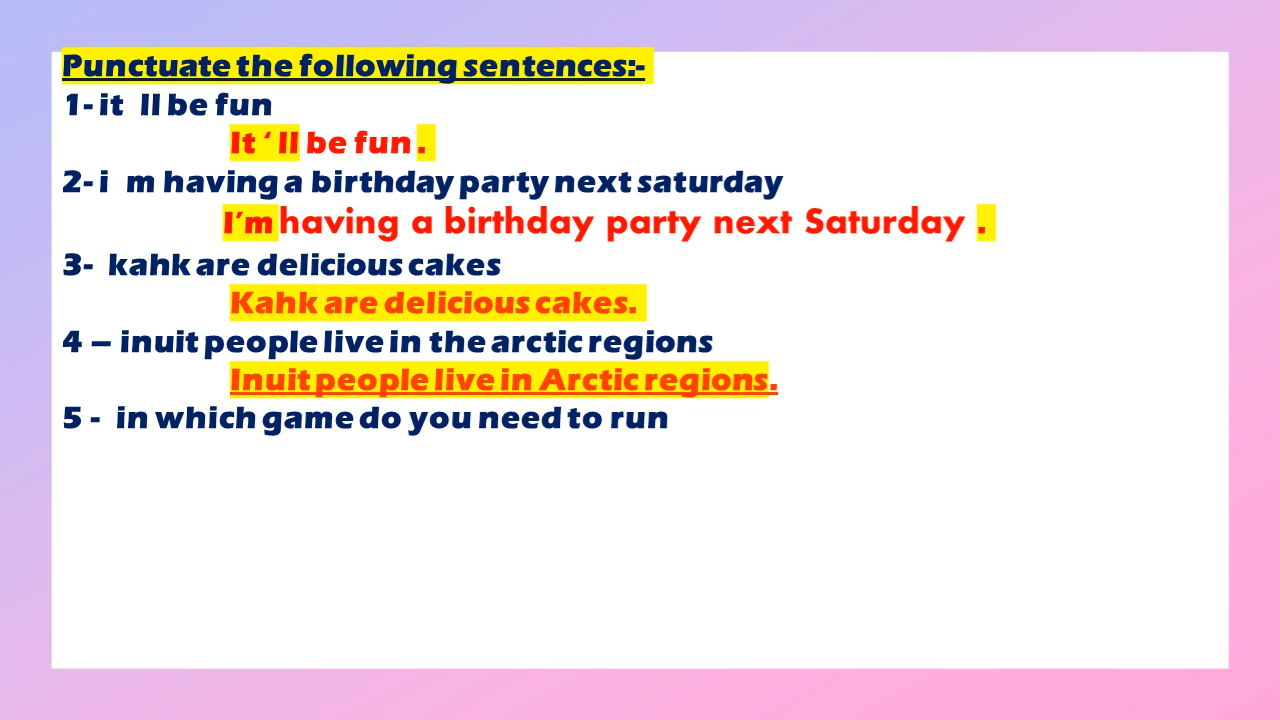 Punctuate the following sentences:-
1- it ll be fun
It ‘ ll be fun .
2- i m having a birthday party next saturday
I’m having a birthday party next Saturday .
3- kahk are delicious cakes
Kahk are delicious cakes.
4 – inuit people live in the arctic regions
Inuit people live in Arctic regions.
5 - in which game do you need to run